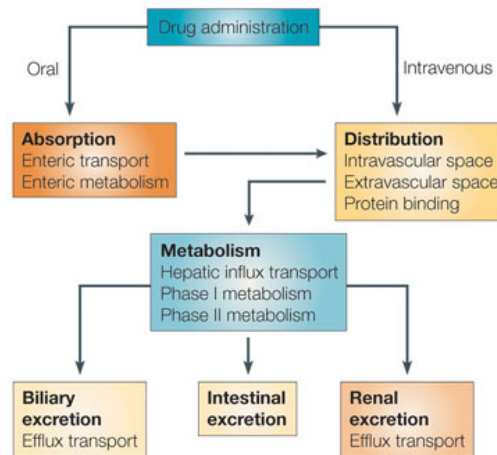 Drug administration
Oral
Intravenous
Absorption
Enteric transport
Enteric metabolism
Distribution
Intravascular space
Extravascular space
Protein binding
Metabolism
Hepatic influx transport
Phase I metabolism
Phase II metabolism
Biliary
excretion
Efflux transport
Intestinal
excretion
Renal
excretion
Efflux transport